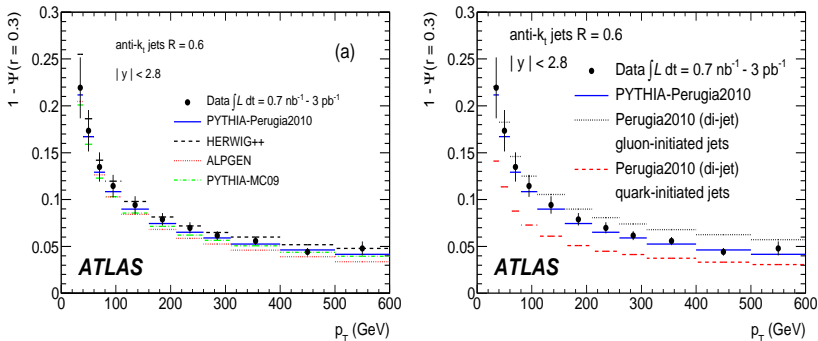 1 - Ψ(r = 0.3)
0.3
0.25
0.2
0.15
0.1
0.05
0
anti-kt jets R = 0.6
(a)
| y | < 2.8
Data ∫L dt = 0.7 nb-1 - 3 pb-1
PYTHIA-Perugia2010
HERWIG++
ALPGEN
PYTHIA-MC09
ATLAS
0 100 200 300 400 500 600
pT (GeV)
1 - Ψ(r = 0.3)
0.3
0.25
0.2
0.15
0.1
0.05
0
anti-kt jets R = 0.6
| y | < 2.8
Data ∫L dt = 0.7 nb-1 - 3 pb-1
PYTHIA-Perugia2010
Perugia2010 (di-jet)
gluon-initiated jets
Perugia2010 (di-jet)
quark-initiated jets
ATLAS
0 100 200 300 400 500 600
pT (GeV)